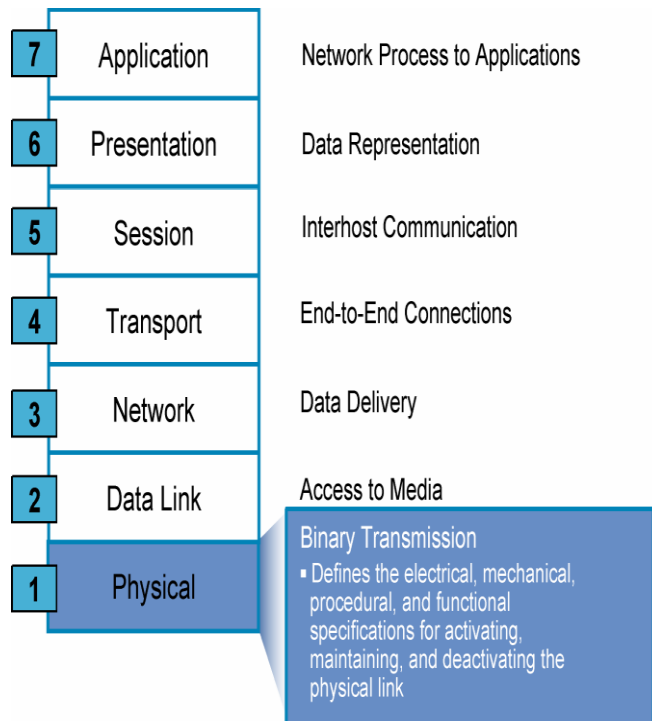 7 Application Network Process to Applications
6 Presentation Data Representation
5 Session Interhost Communication
4 Transport End-to-End Connections
3 Network Data Delivery
2 Data Link Access to Media
1 Physical
Binary Transmission
▪ Defines the electrical, mechanical,
procedural, and functional
specifications for activating,
maintaining, and deactivating the
physical link